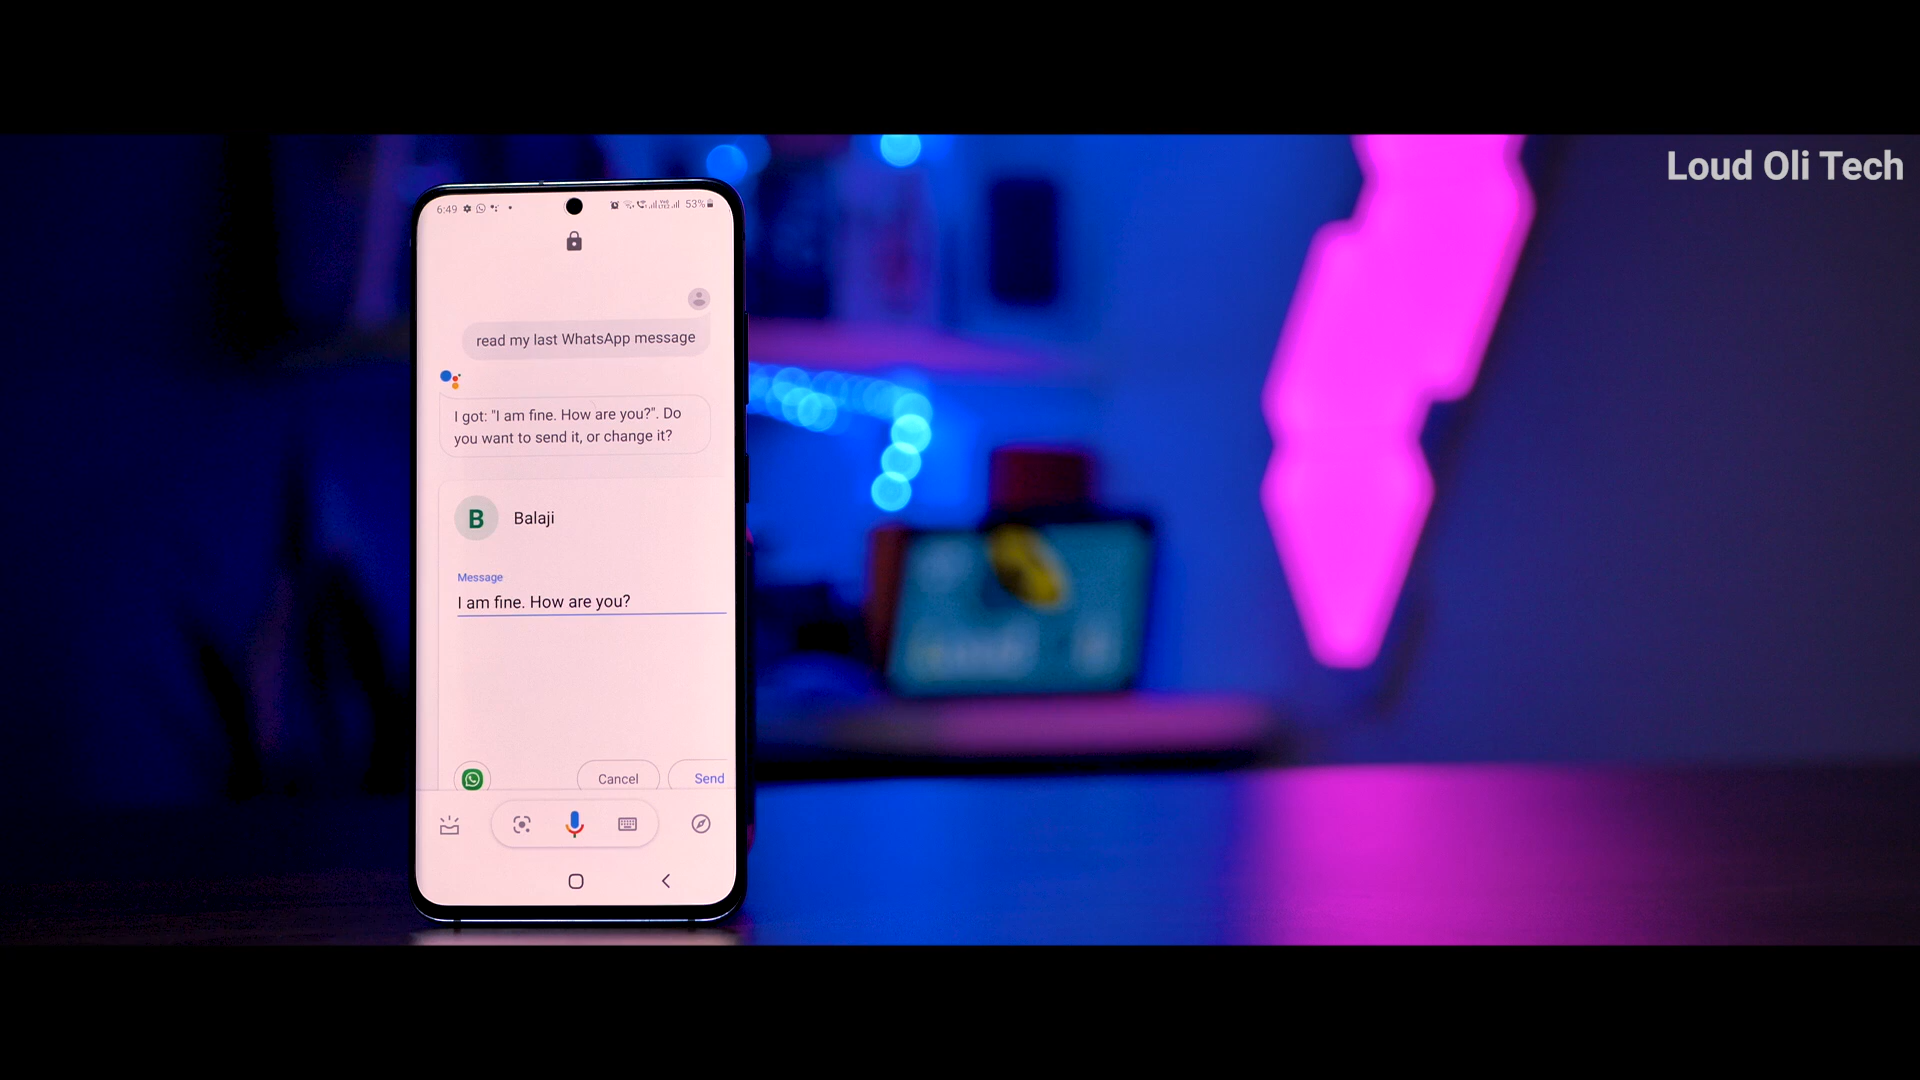 Loud Oli Tech
6:49
53%
read my last WhatsApp message
I got: "I am fine. How are you?". Do
you want to send it, or change it?
B
Balaji
Message
I am fine. How are you?
Cancel
Send